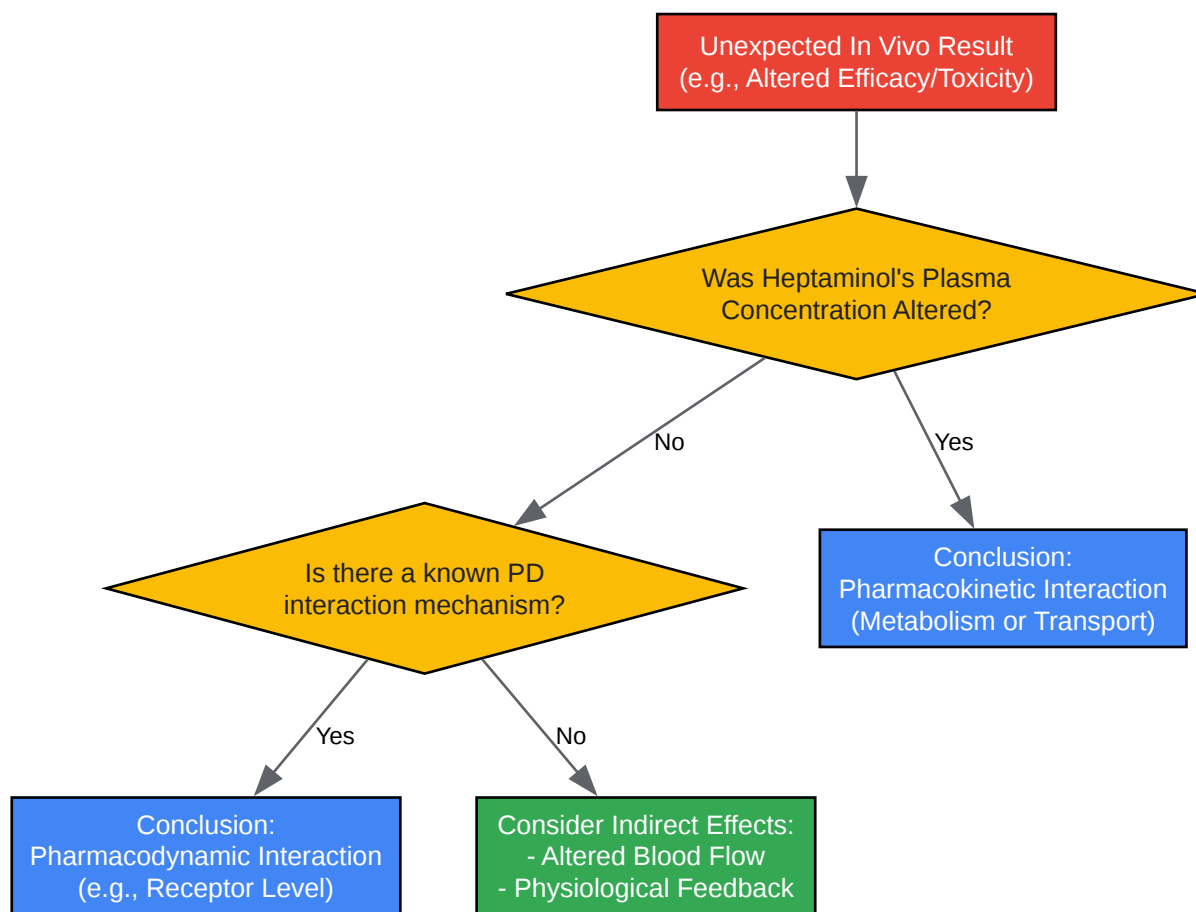 Unexpected In Vivo Result
(e.g., Altered Efficacy/Toxicity)
Was Heptaminol's Plasma
Concentration Altered?
No
Yes
Is there a known PD
interaction mechanism?
Conclusion:
Pharmacokinetic Interaction
(Metabolism or Transport)
Yes
No
Conclusion:
Pharmacodynamic Interaction
(e.g., Receptor Level)
Consider Indirect Effects:
- Altered Blood Flow
- Physiological Feedback